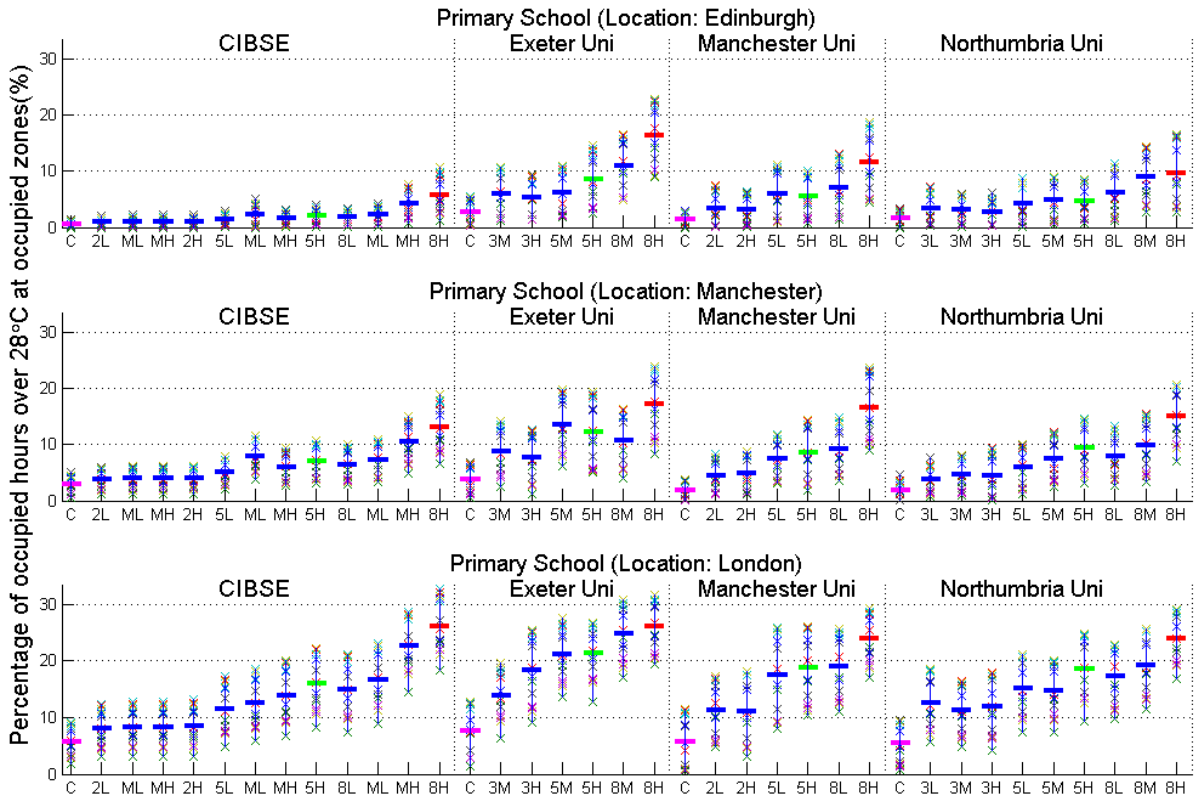 Percentage of occupied hours over 28°C at occupied zones(%)
Primary School (Location: Edinburgh)
CIBSE Exeter Uni Manchester Uni Northumbria Uni
30
20
10
0
C 2L ML MH 2H 5L ML MH 5H 8L ML MH 8H C 3M 3H 5M 5H 8M 8H C 2L 2H 5L 5H 8L 8H C 3L 3M 3H 5L 5M 5H 8L 8M 8H
Primary School (Location: Manchester)
CIBSE Exeter Uni Manchester Uni Northumbria Uni
30
20
10
0
C 2L ML MH 2H 5L ML MH 5H 8L ML MH 8H C 3M 3H 5M 5H 8M 8H C 2L 2H 5L 5H 8L 8H C 3L 3M 3H 5L 5M 5H 8L 8M 8H
Primary School (Location: London)
CIBSE Exeter Uni Manchester Uni Northumbria Uni
30
20
10
0
C 2L ML MH 2H 5L ML MH 5H 8L ML MH 8H C 3M 3H 5M 5H 8M 8H C 2L 2H 5L 5H 8L 8H C 3L 3M 3H 5L 5M 5H 8L 8M 8H